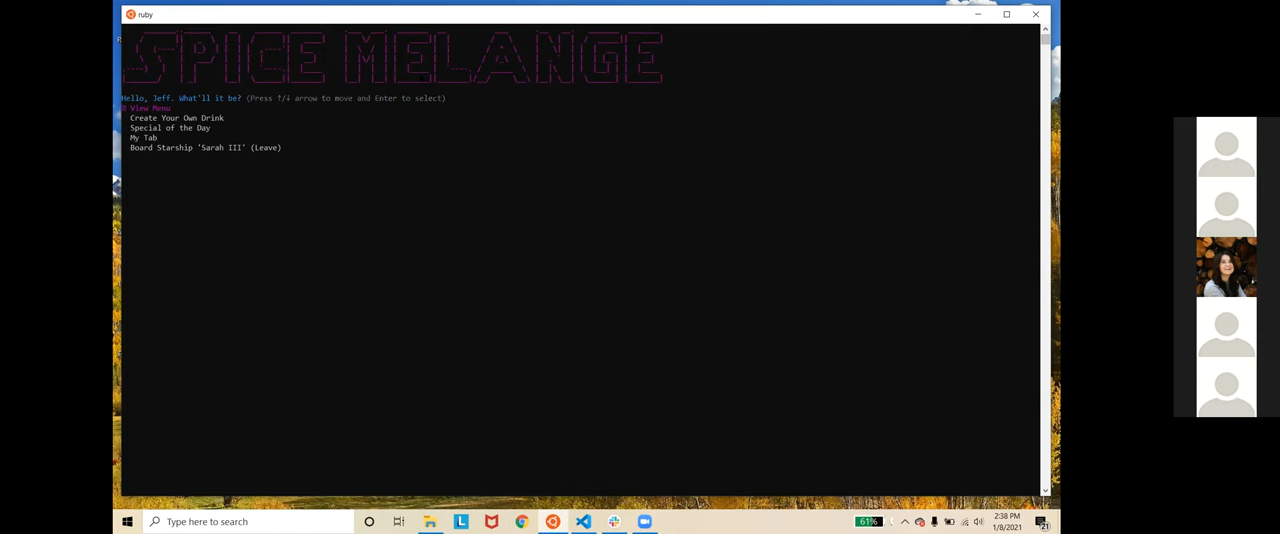 ruby
SPICE MELANGE
Hello, Jeff. What'll it be? (Press ↑/↓ arrow to move and Enter to select)
View Menu
Create Your Own Drink
Special of the Day
My Tab
Board Starship 'Sarah III' (Leave)
Type here to search
61%
2:38 PM
1/8/2021
21